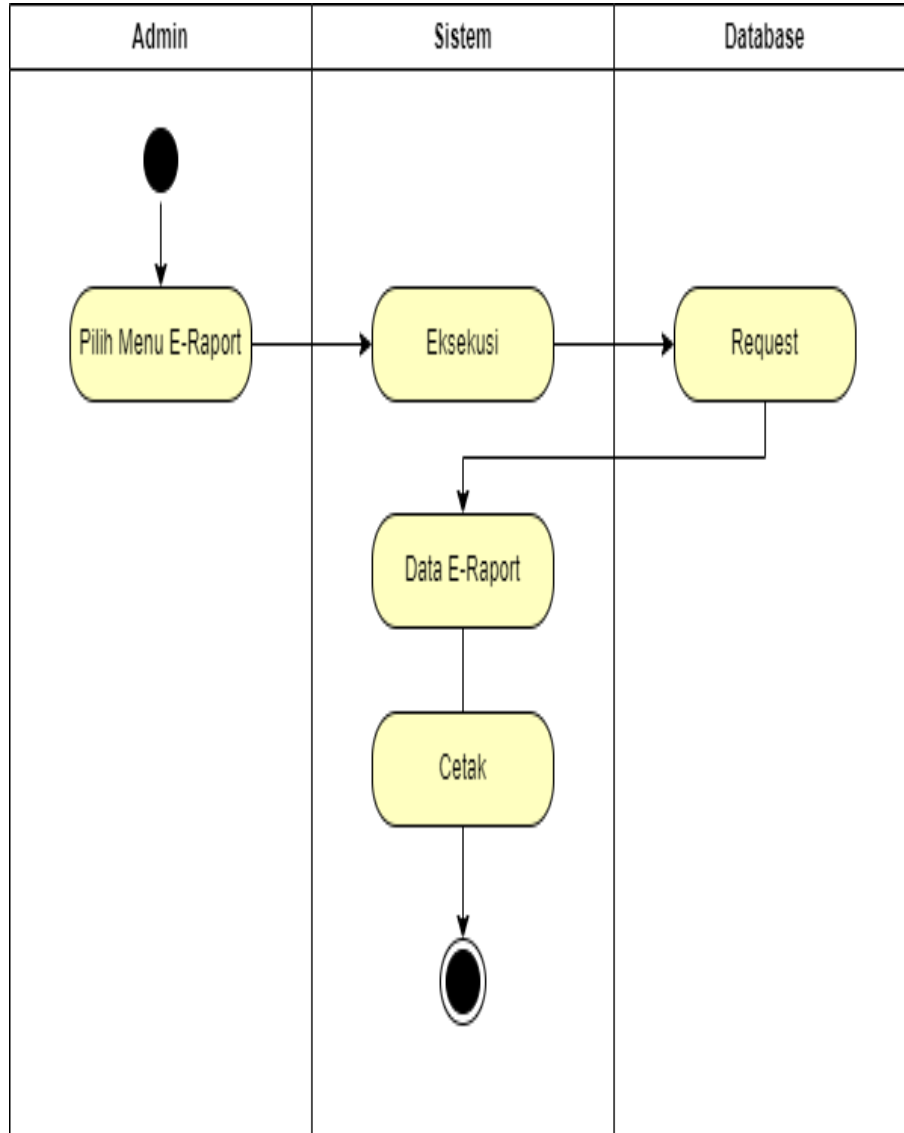 Admin
Sistem
Database
Pilih Menu E-Raport
Eksekusi
Request
Data E-Raport
Cetak